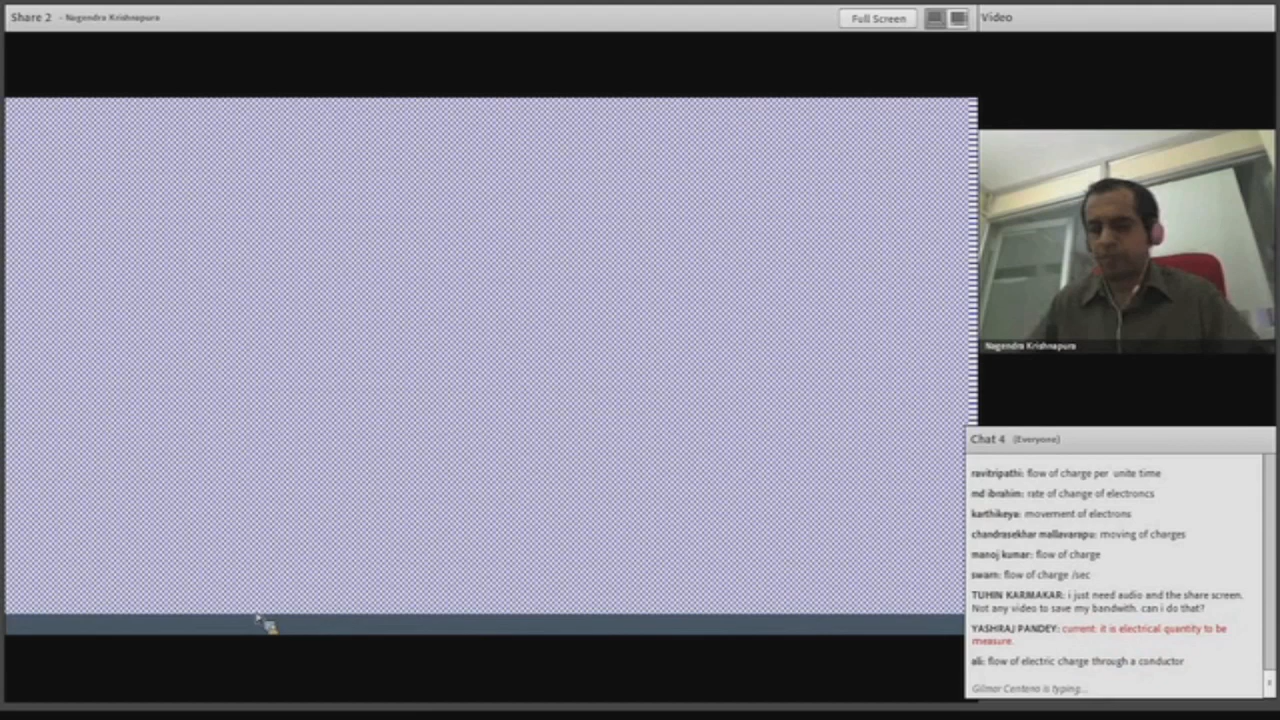 Share 2 - Nagendra Krishnapura
Full Screen
Video
Nagendra Krishnapura
Chat 4 (Everyone)
ravitripathi: flow of charge per unite time
md ibrahim: rate of change of electroncs
karthikeya: movement of electrons
chandrasekhar mallavarapu: moving of charges
manoj kumar: flow of charge
swarn: flow of charge /sec
TUHIN KARMAKAR: i just need audio and the share screen.
Not any video to save my bandwith. can i do that?
YASHRAJ PANDEY: current: it is electrical quantity to be
measure.
ali: flow of electric charge through a conductor
Gilmar Centeno is typing...